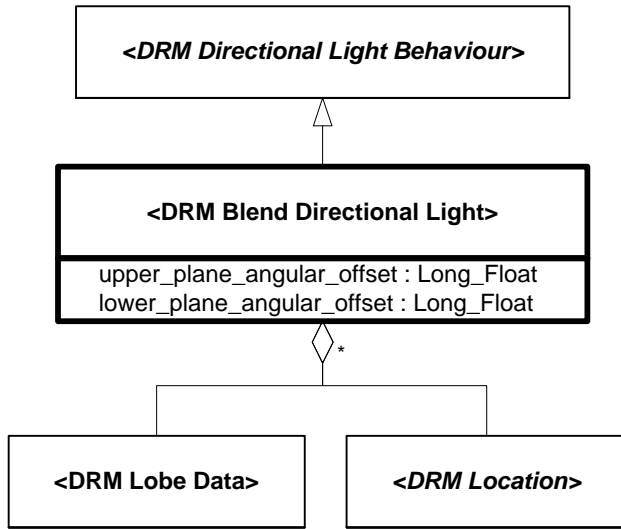 <DRM Directional Light Behaviour>
<DRM Blend Directional Light>
upper_plane_angular_offset : Long_Float
lower_plane_angular_offset : Long_Float
*
<DRM Lobe Data>
<DRM Location>